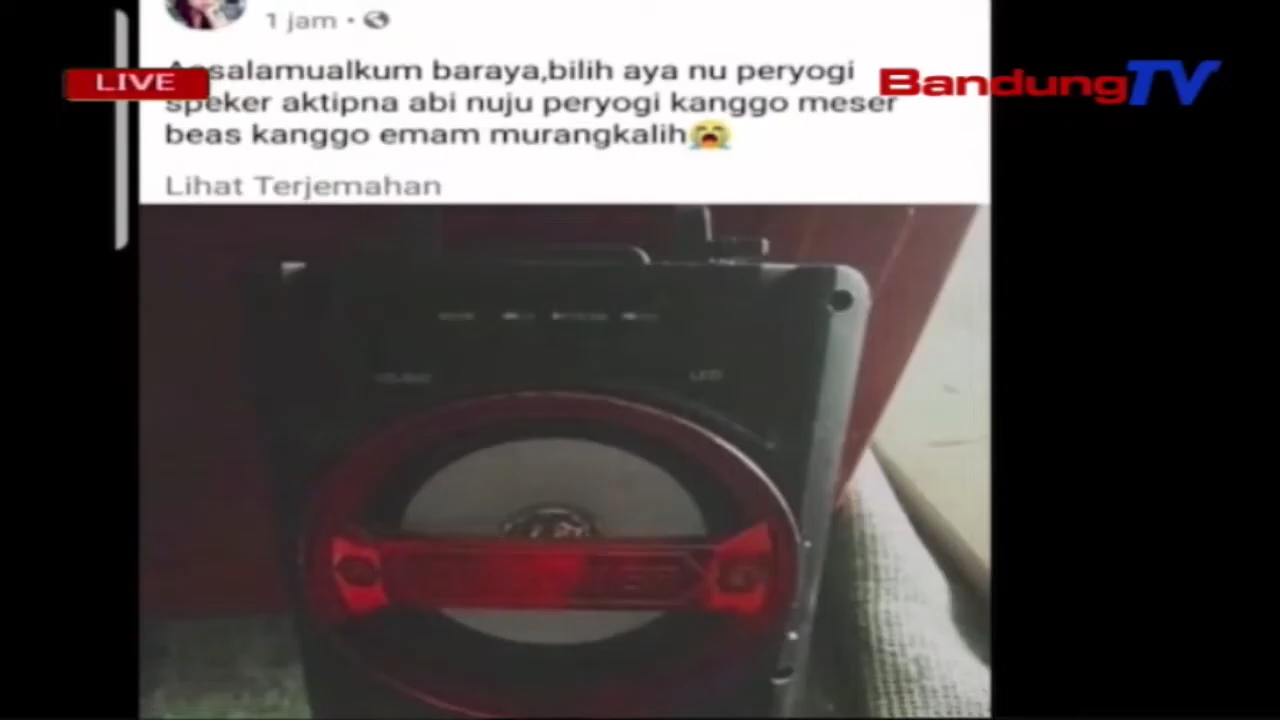 1 jam
LIVE
Assalamualkum baraya,bilih aya nu peryogi
BandungTV
speker aktipna abi nuju peryogi kanggo meser
beas kanggo emam murangkalih😭
Lihat Terjemahan
LED